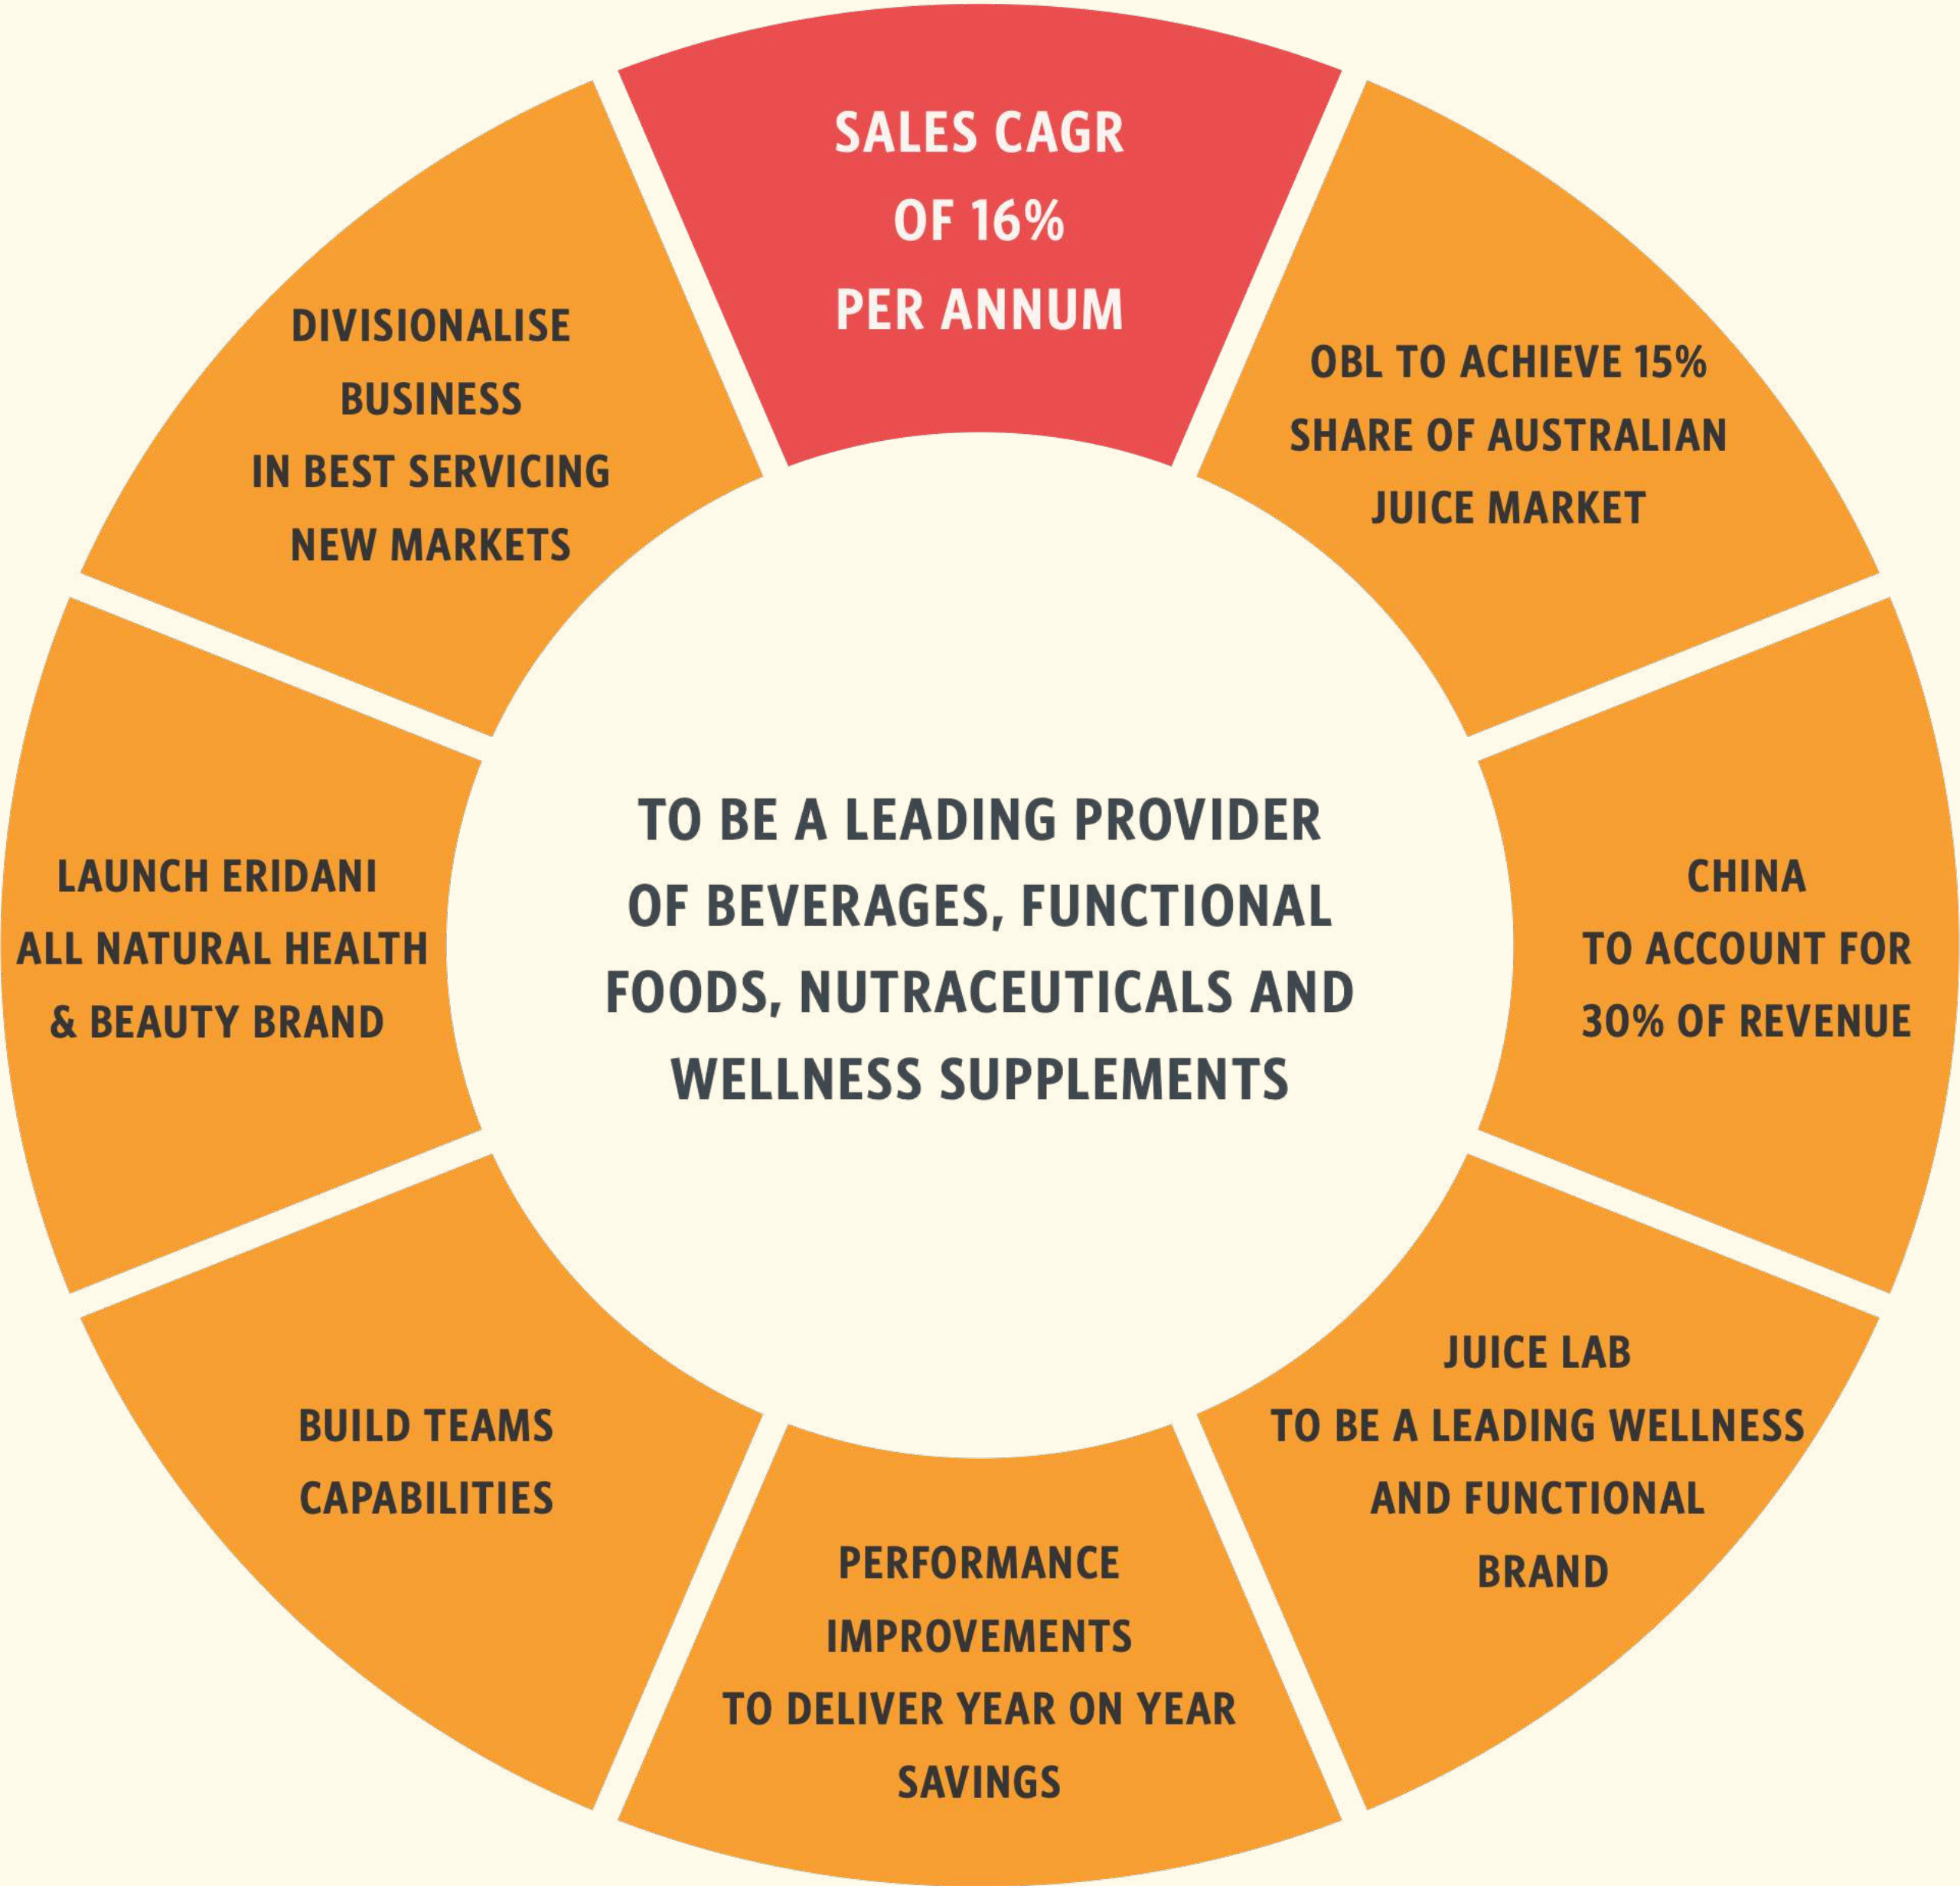 SALES CAGR
OF 16%
PER ANNUM
OBL TO ACHIEVE 15%
SHARE OF AUSTRALIAN
JUICE MARKET
CHINA
TO ACCOUNT FOR
30% OF REVENUE
JUICE LAB
TO BE A LEADING WELLNESS
AND FUNCTIONAL
BRAND
PERFORMANCE
IMPROVEMENTS
TO DELIVER YEAR ON YEAR
SAVINGS
BUILD TEAMS
CAPABILITIES
LAUNCH ERIDANI
ALL NATURAL HEALTH
& BEAUTY BRAND
DIVISIONALISE
BUSINESS
IN BEST SERVICING
NEW MARKETS
TO BE A LEADING PROVIDER
OF BEVERAGES, FUNCTIONAL
FOODS, NUTRACEUTICALS AND
WELLNESS SUPPLEMENTS